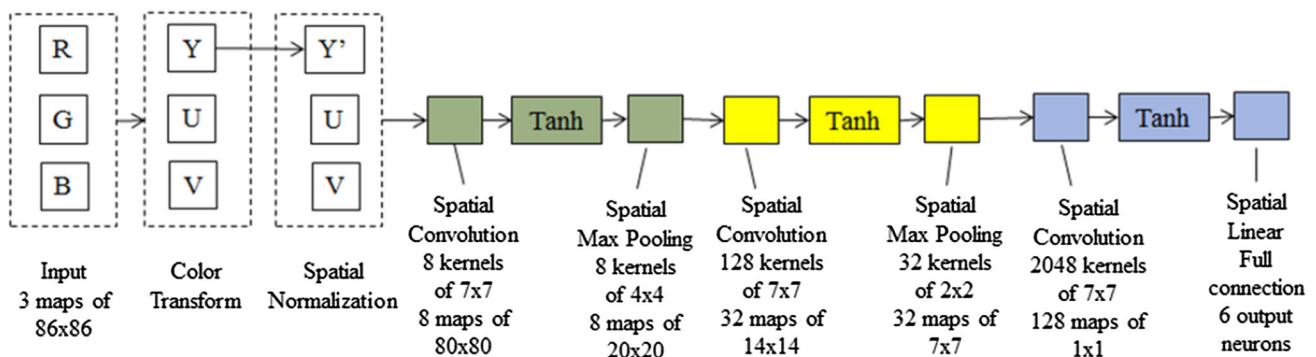 R
G
B
Y
U
V
Y’
U
V
Tanh
Tanh
Tanh
Input
3 maps of
86x86
Color
Transform
Spatial
Normalization
Spatial
Convolution
8 kernels
of 7x7
8 maps of
80x80
Spatial
Max Pooling
8 kernels
of 4x4
8 maps of
20x20
Spatial
Convolution
128 kernels
of 7x7
32 maps of
14x14
Spatial
Max Pooling
32 kernels
of 2x2
32 maps of
7x7
Spatial
Convolution
2048 kernels
of 7x7
128 maps of
1x1
Spatial
Linear
Full
connection
6 output
neurons